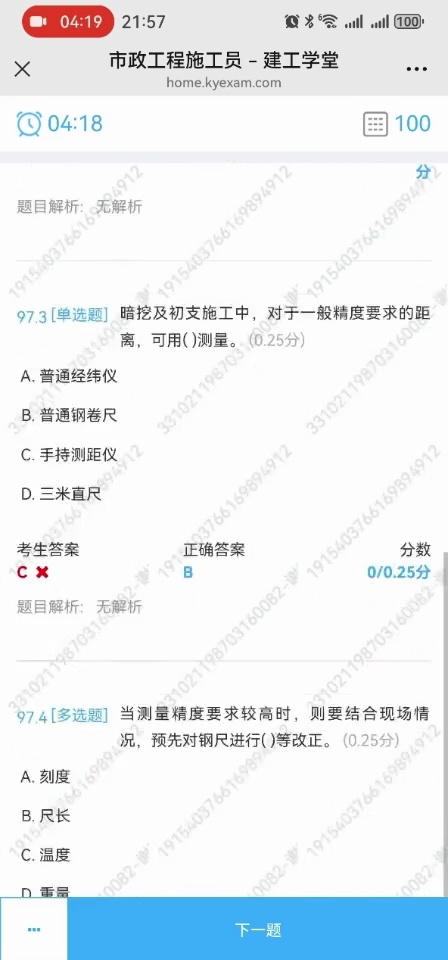 04:19 21:57 6 100
市政工程施工员 – 建工学堂
home.kyexam.com
04:18 100
分
题目解析: 无解析
97.3 [单选题] 暗挖及初支施工中，对于一般精度要求的距
离，可用( )测量。(0.25分)
A. 普通经纬仪
B. 普通钢卷尺
C. 手持测距仪
D. 三米直尺
考生答案 正确答案 分数
C B 0/0.25分
题目解析: 无解析
97.4 [多选题] 当测量精度要求较高时，则要结合现场情
况，预先对钢尺进行( )等改正。(0.25分)
A. 刻度
B. 尺长
C. 温度
D. 重量
下一题